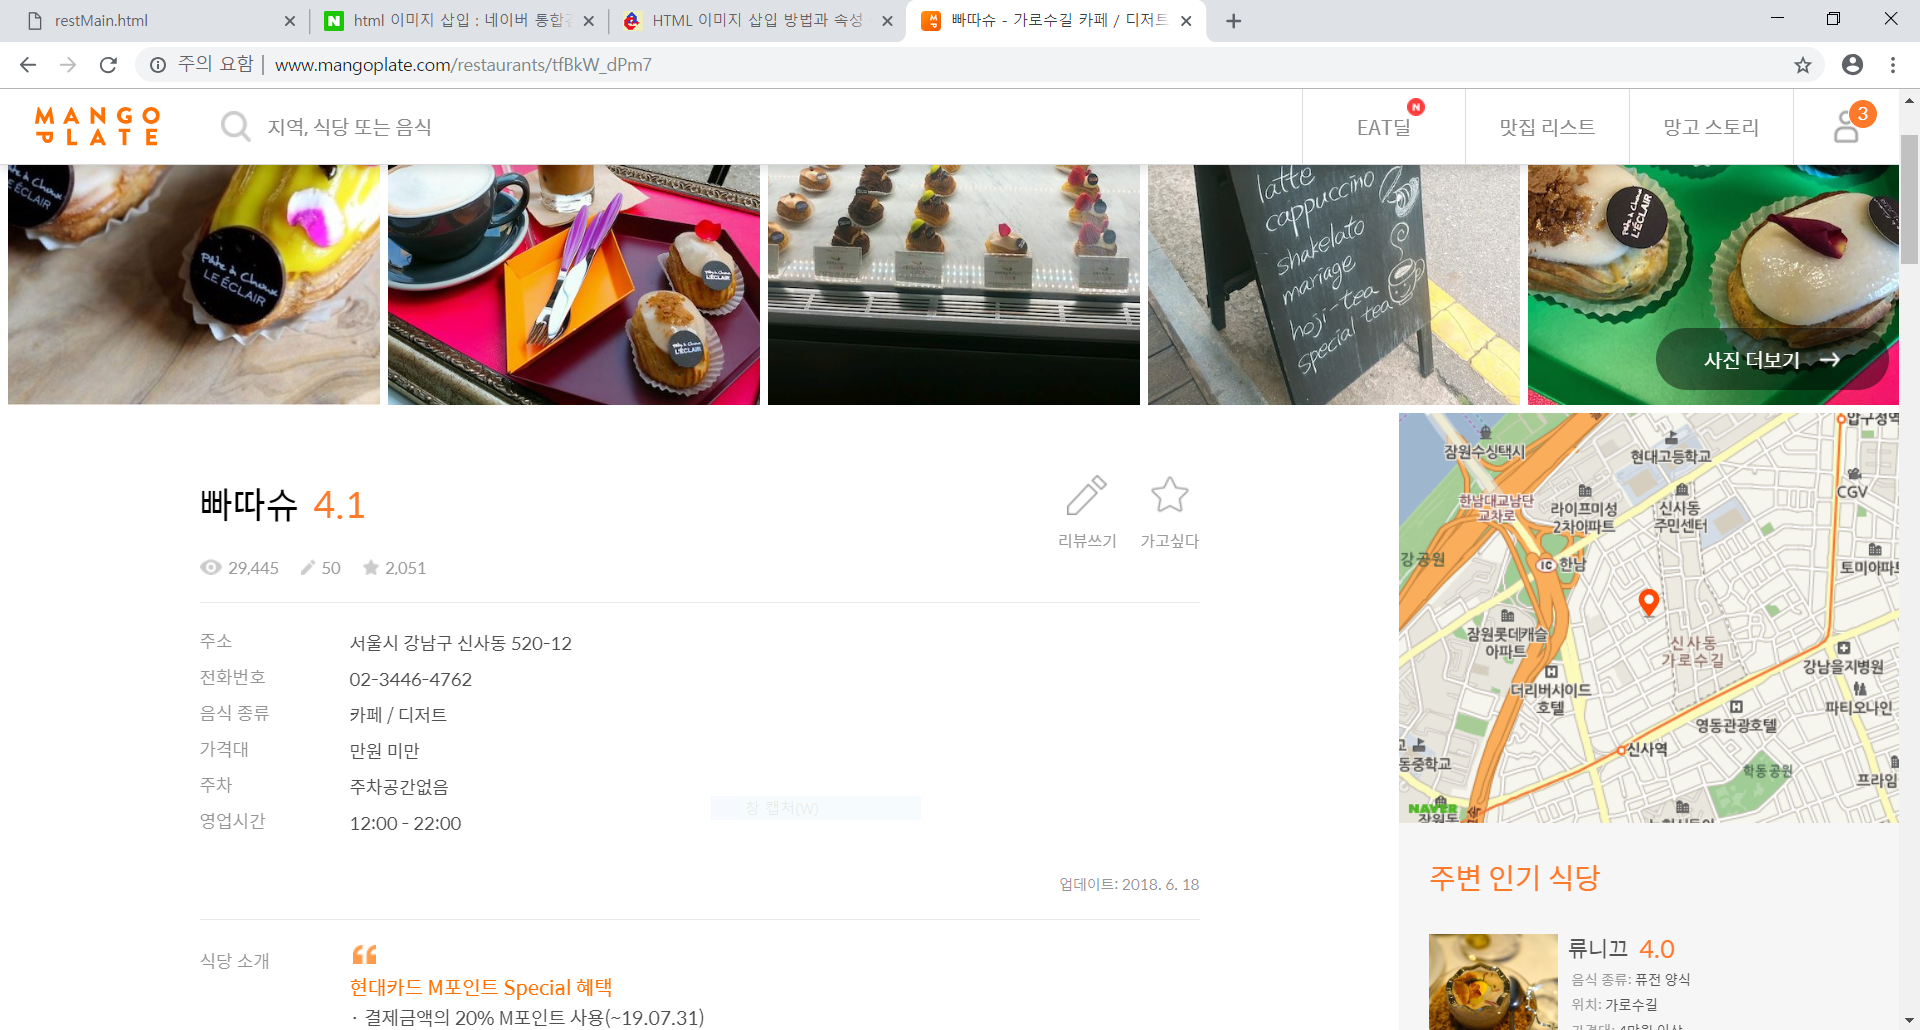 restMain.html
html 이미지 삽입 : 네이버 통합
HTML 이미지 삽입 방법과 속성
빠따슈 - 가로수길 카페 / 디저트
주의 요함 | www.mangoplate.com/restaurants/tfBkW_dPm7
MANGO
PLATE
지역, 식당 또는 음식
EAT딜
N
맛집 리스트
망고 스토리
3
Pâte à Choux
L'ÉCLAIR
latte
cappuccino
shakelato
mariage
hoji-tea
special tea
사진 더보기
빠따슈 4.1
리뷰쓰기
가고싶다
29,445
50
2,051
주소
서울시 강남구 신사동 520-12
전화번호
02-3446-4762
음식 종류
카페 / 디저트
가격대
만원 미만
주차
주차공간없음
창 캡처(W)
영업시간
12:00 - 22:00
업데이트: 2018. 6. 18
식당 소개
현대카드 M포인트 Special 혜택
· 결제금액의 20% M포인트 사용(~19.07.31)
압구정역
잠원수싱택시
현대고등학교
CGV
한남대교남단
교차로
라이프미성
2차아파트
신사동
주민센터
강공원
IC 한남
토미아파트
잠원롯데캐슬
아파트
신사동
가로수길
강남을지병원
더리버사이드
호텔
파티오나인
영동관광호텔
신사역
동중학교
학동공원
프라임
NAVER
잠원동
주변 인기 식당
류니끄 4.0
음식 종류: 퓨전 양식
위치: 가로수길
가격대: 4만원 이상